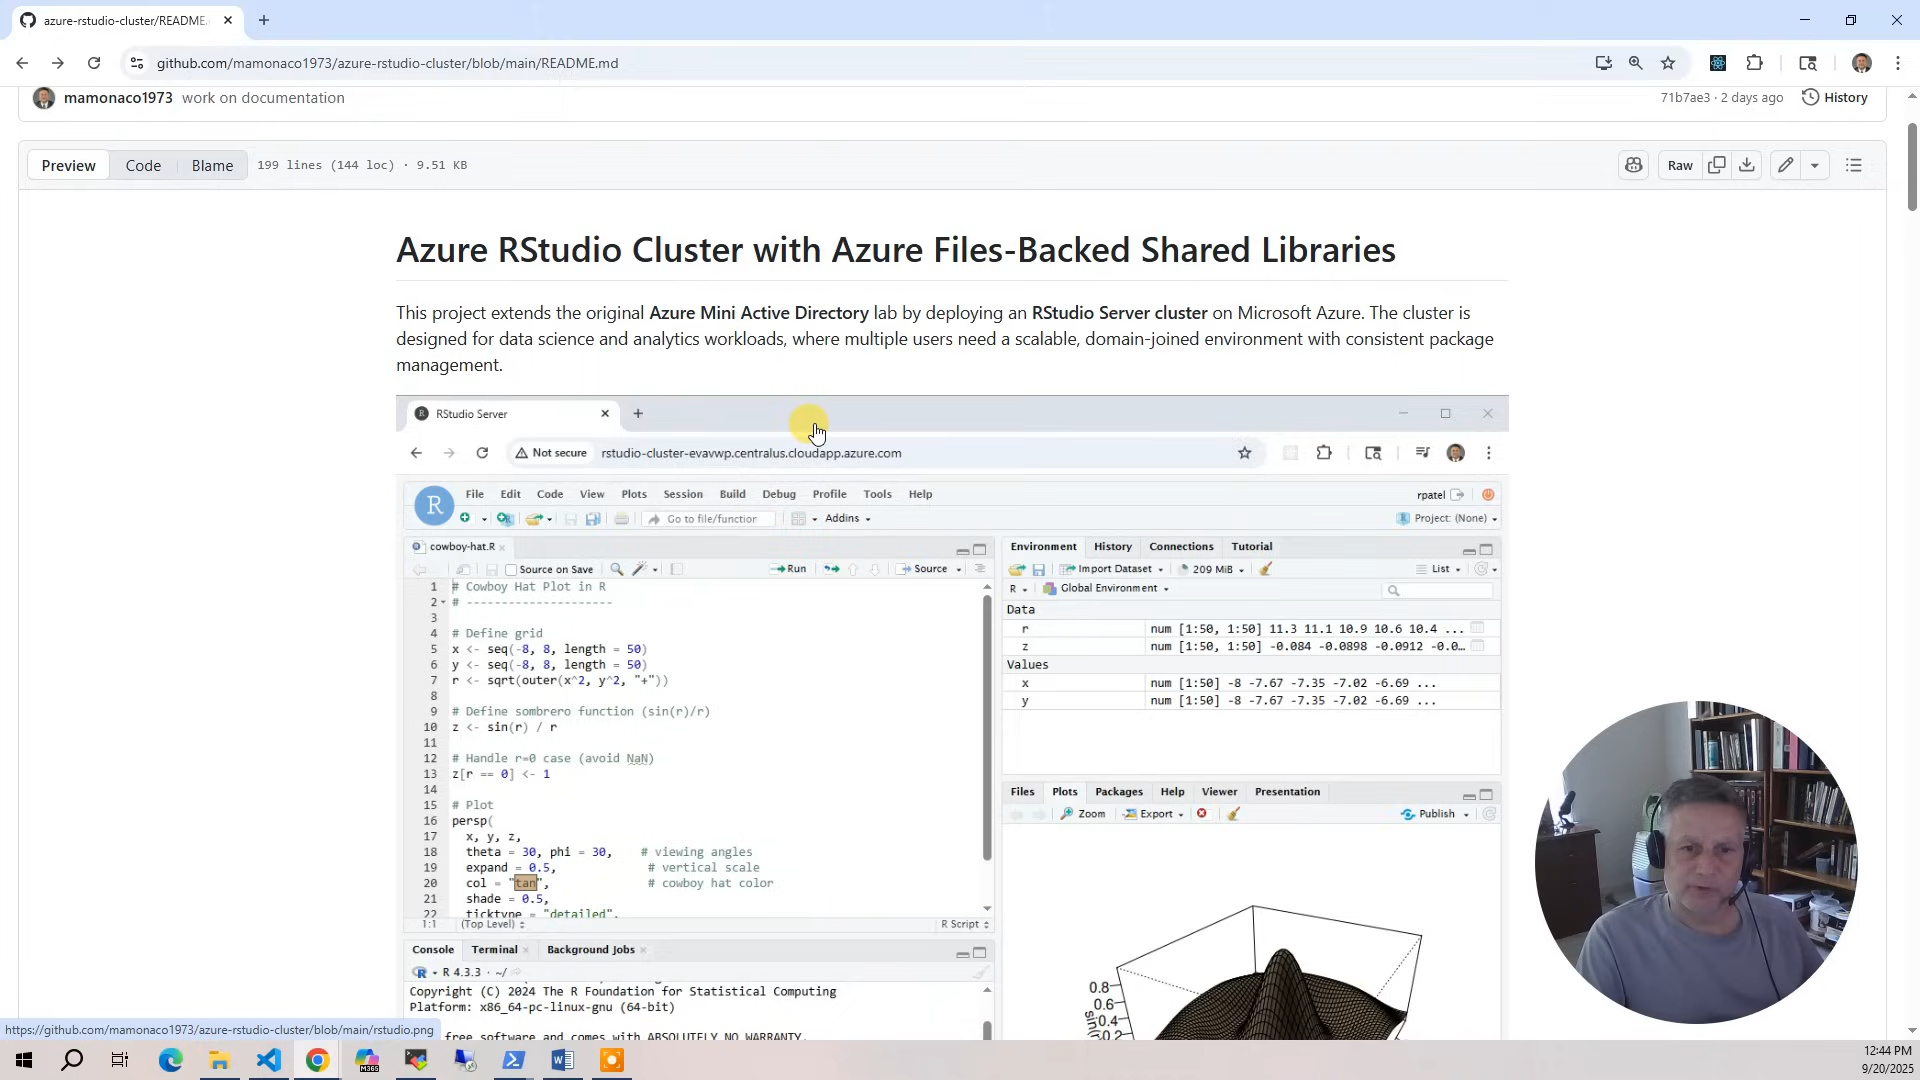 azure-rstudio-cluster/README.
github.com/mamonaco1973/azure-rstudio-cluster/blob/main/README.md
mamonaco1973 work on documentation
71b7ae3 · 2 days ago
History
Preview Code Blame
199 lines (144 loc) · 9.51 KB
Raw
Azure RStudio Cluster with Azure Files-Backed Shared Libraries
This project extends the original Azure Mini Active Directory lab by deploying an RStudio Server cluster on Microsoft Azure. The cluster is
designed for data science and analytics workloads, where multiple users need a scalable, domain-joined environment with consistent package
management.
RStudio Server
Not secure rstudio-cluster-evavwp.centralus.cloudapp.azure.com
R File Edit Code View Plots Session Build Debug Profile Tools Help
rpatel
Go to file/function Addins
Project: (None)
cowboy-hat.R
Source on Save Run Source
1 # Cowboy Hat Plot in R
2 # ---------------------
3
4 # Define grid
5 x <- seq(-8, 8, length = 50)
6 y <- seq(-8, 8, length = 50)
7 r <- sqrt(outer(x^2, y^2, "+"))
8
9 # Define sombrero function (sin(r)/r)
10 z <- sin(r) / r
11
12 # Handle r=0 case (avoid NaN)
13 z[r == 0] <- 1
14
15 # Plot
16 persp(
17 x, y, z,
18 theta = 30, phi = 30, # viewing angles
19 expand = 0.5, # vertical scale
20 col = "tan", # cowboy hat color
21 shade = 0.5,
22 ticktype = "detailed",
1:1 (Top Level) R Script
Console Terminal Background Jobs
R 4.3.3 · ~/
Copyright (C) 2024 The R Foundation for Statistical Computing
Platform: x86_64-pc-linux-gnu (64-bit)
free software and comes with ABSOLUTELY NO WARRANTY.
Environment History Connections Tutorial
Import Dataset 209 MiB List
R Global Environment
Data
r num [1:50, 1:50] 11.3 11.1 10.9 10.6 10.4 ...
z num [1:50, 1:50] -0.084 -0.0898 -0.0912 -0.0…
Values
x num [1:50] -8 -7.67 -7.35 -7.02 -6.69 ...
y num [1:50] -8 -7.67 -7.35 -7.02 -6.69 ...
Files Plots Packages Help Viewer Presentation
Zoom Export Publish
0.8
0.6
0.4
0.2
sin(
https://github.com/mamonaco1973/azure-rstudio-cluster/blob/main/rstudio.png
M365
12:44 PM
9/20/2025